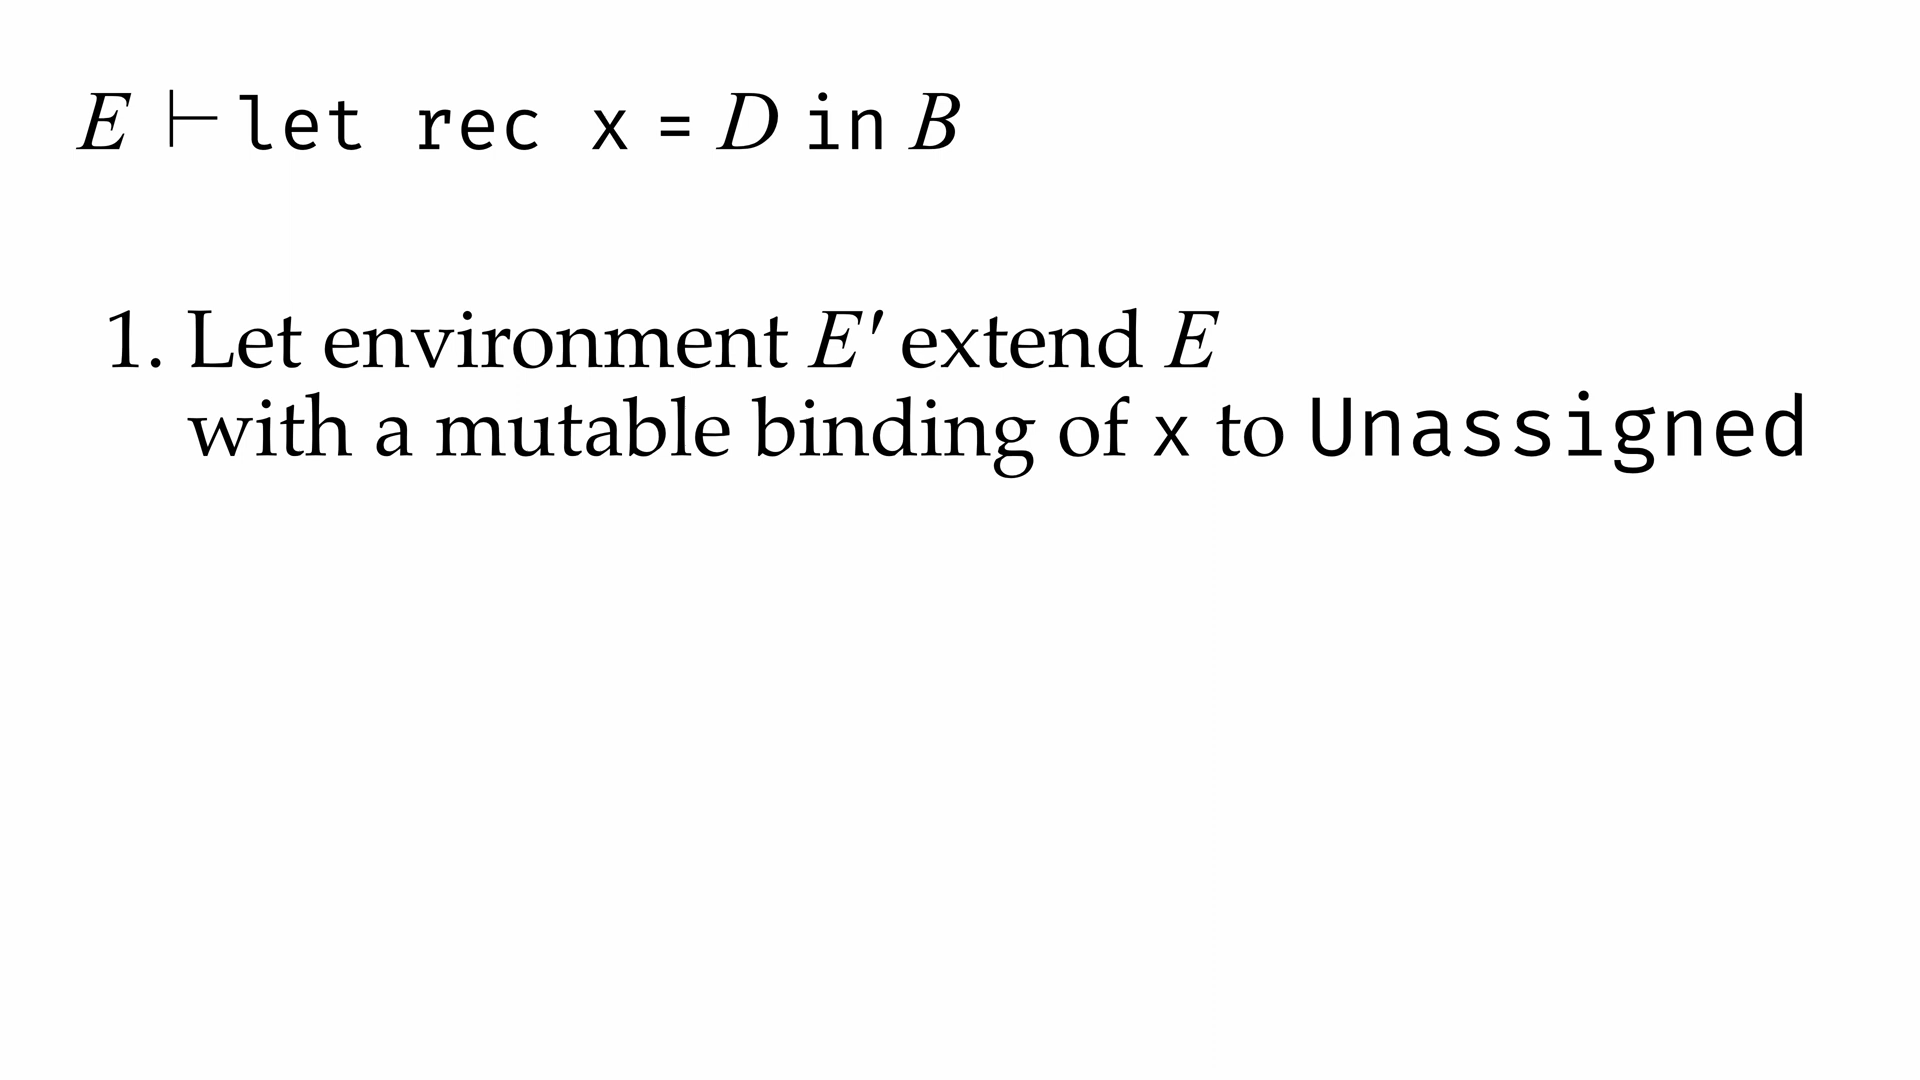 E ⊢ let rec x = D in B
1. Let environment E′ extend E
with a mutable binding of x to Unassigned